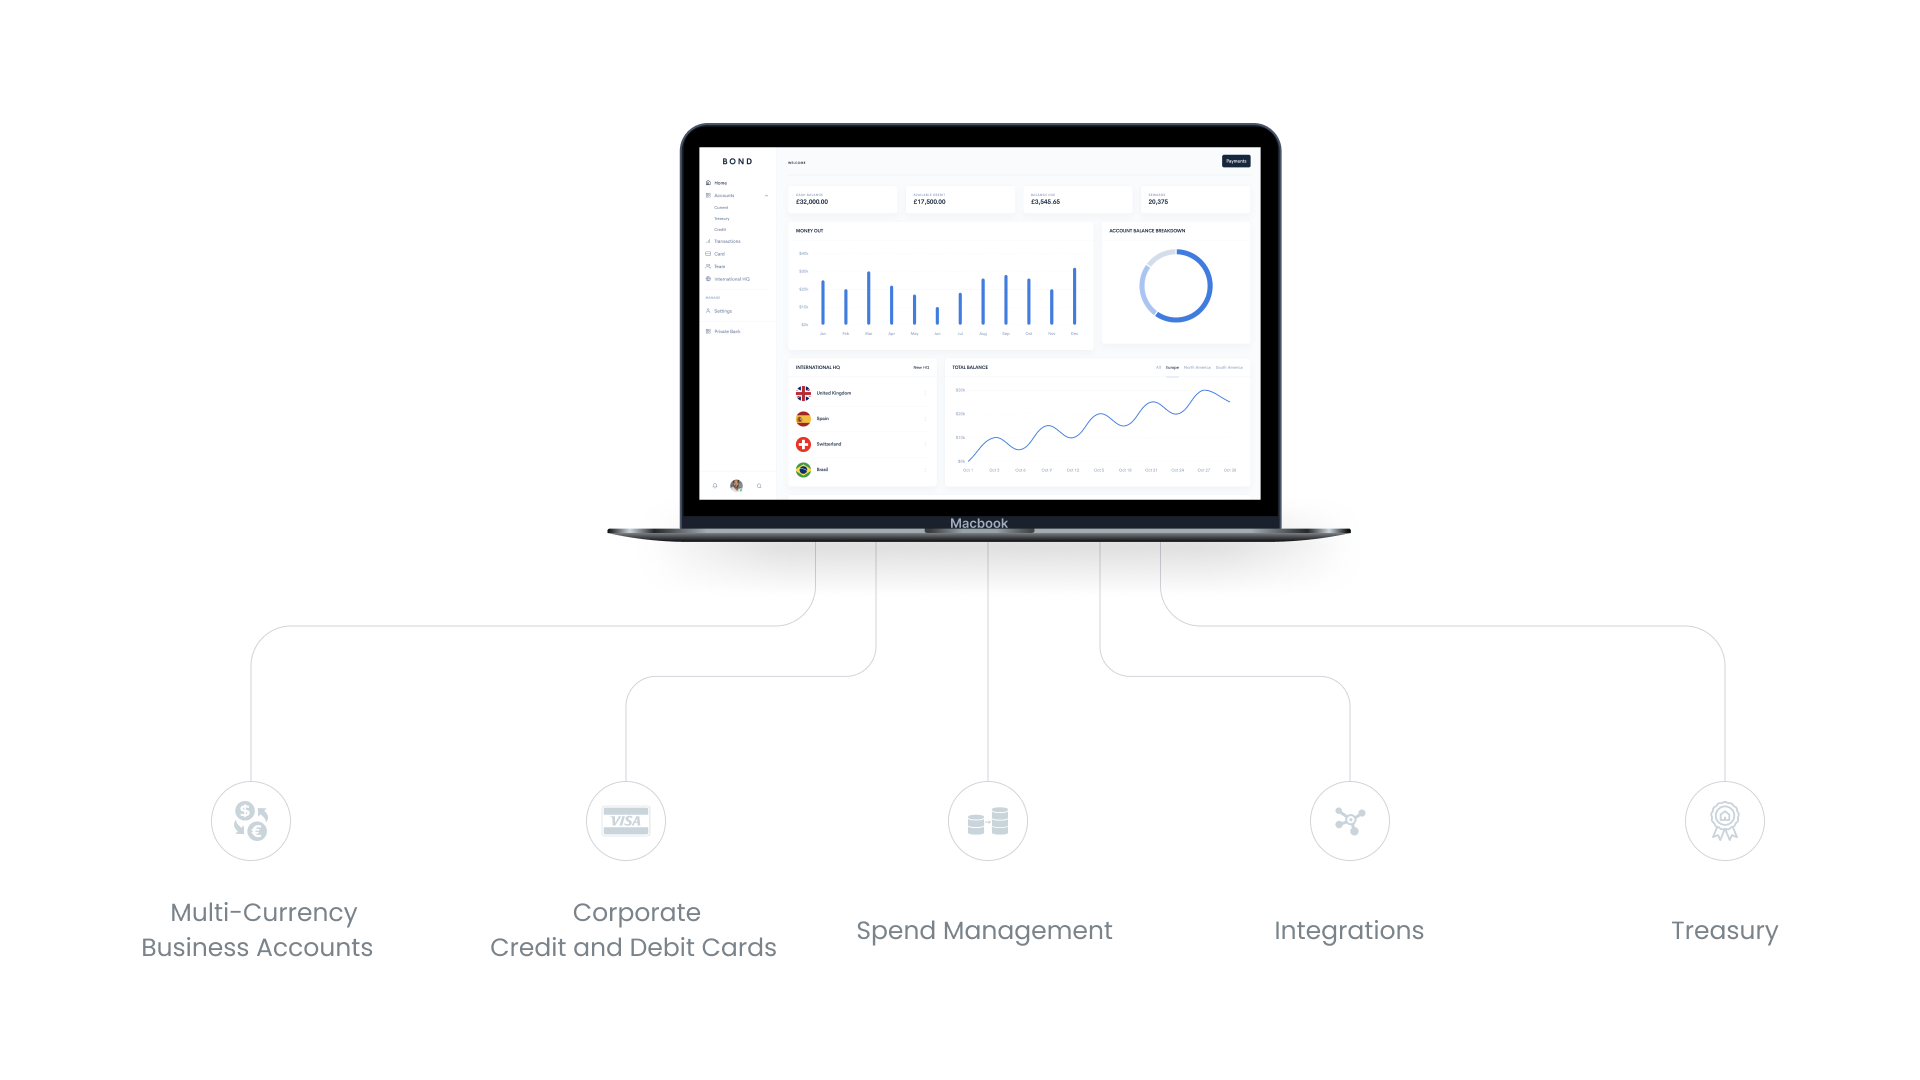 BOND
Home
Accounts
Current
Treasury
Credit
Transactions
Card
Team
International HQ
Settings
Private Bank
WELCOME
Payments
£32,000.00
£17,500.00
£3,545.65
REWARDS
20,375
MONEY OUT
Jan Feb Mar Apr May Jun Jul Aug Sep Oct Nov Dec
ACCOUNT BALANCE BREAKDOWN
INTERNATIONAL HQ
New HQ
United Kingdom
Spain
Switzerland
Brasil
TOTAL BALANCE
All Europe North America South America
Macbook
$
€
VISA
Multi-Currency
Business Accounts
Corporate
Credit and Debit Cards
Spend Management
Integrations
Treasury